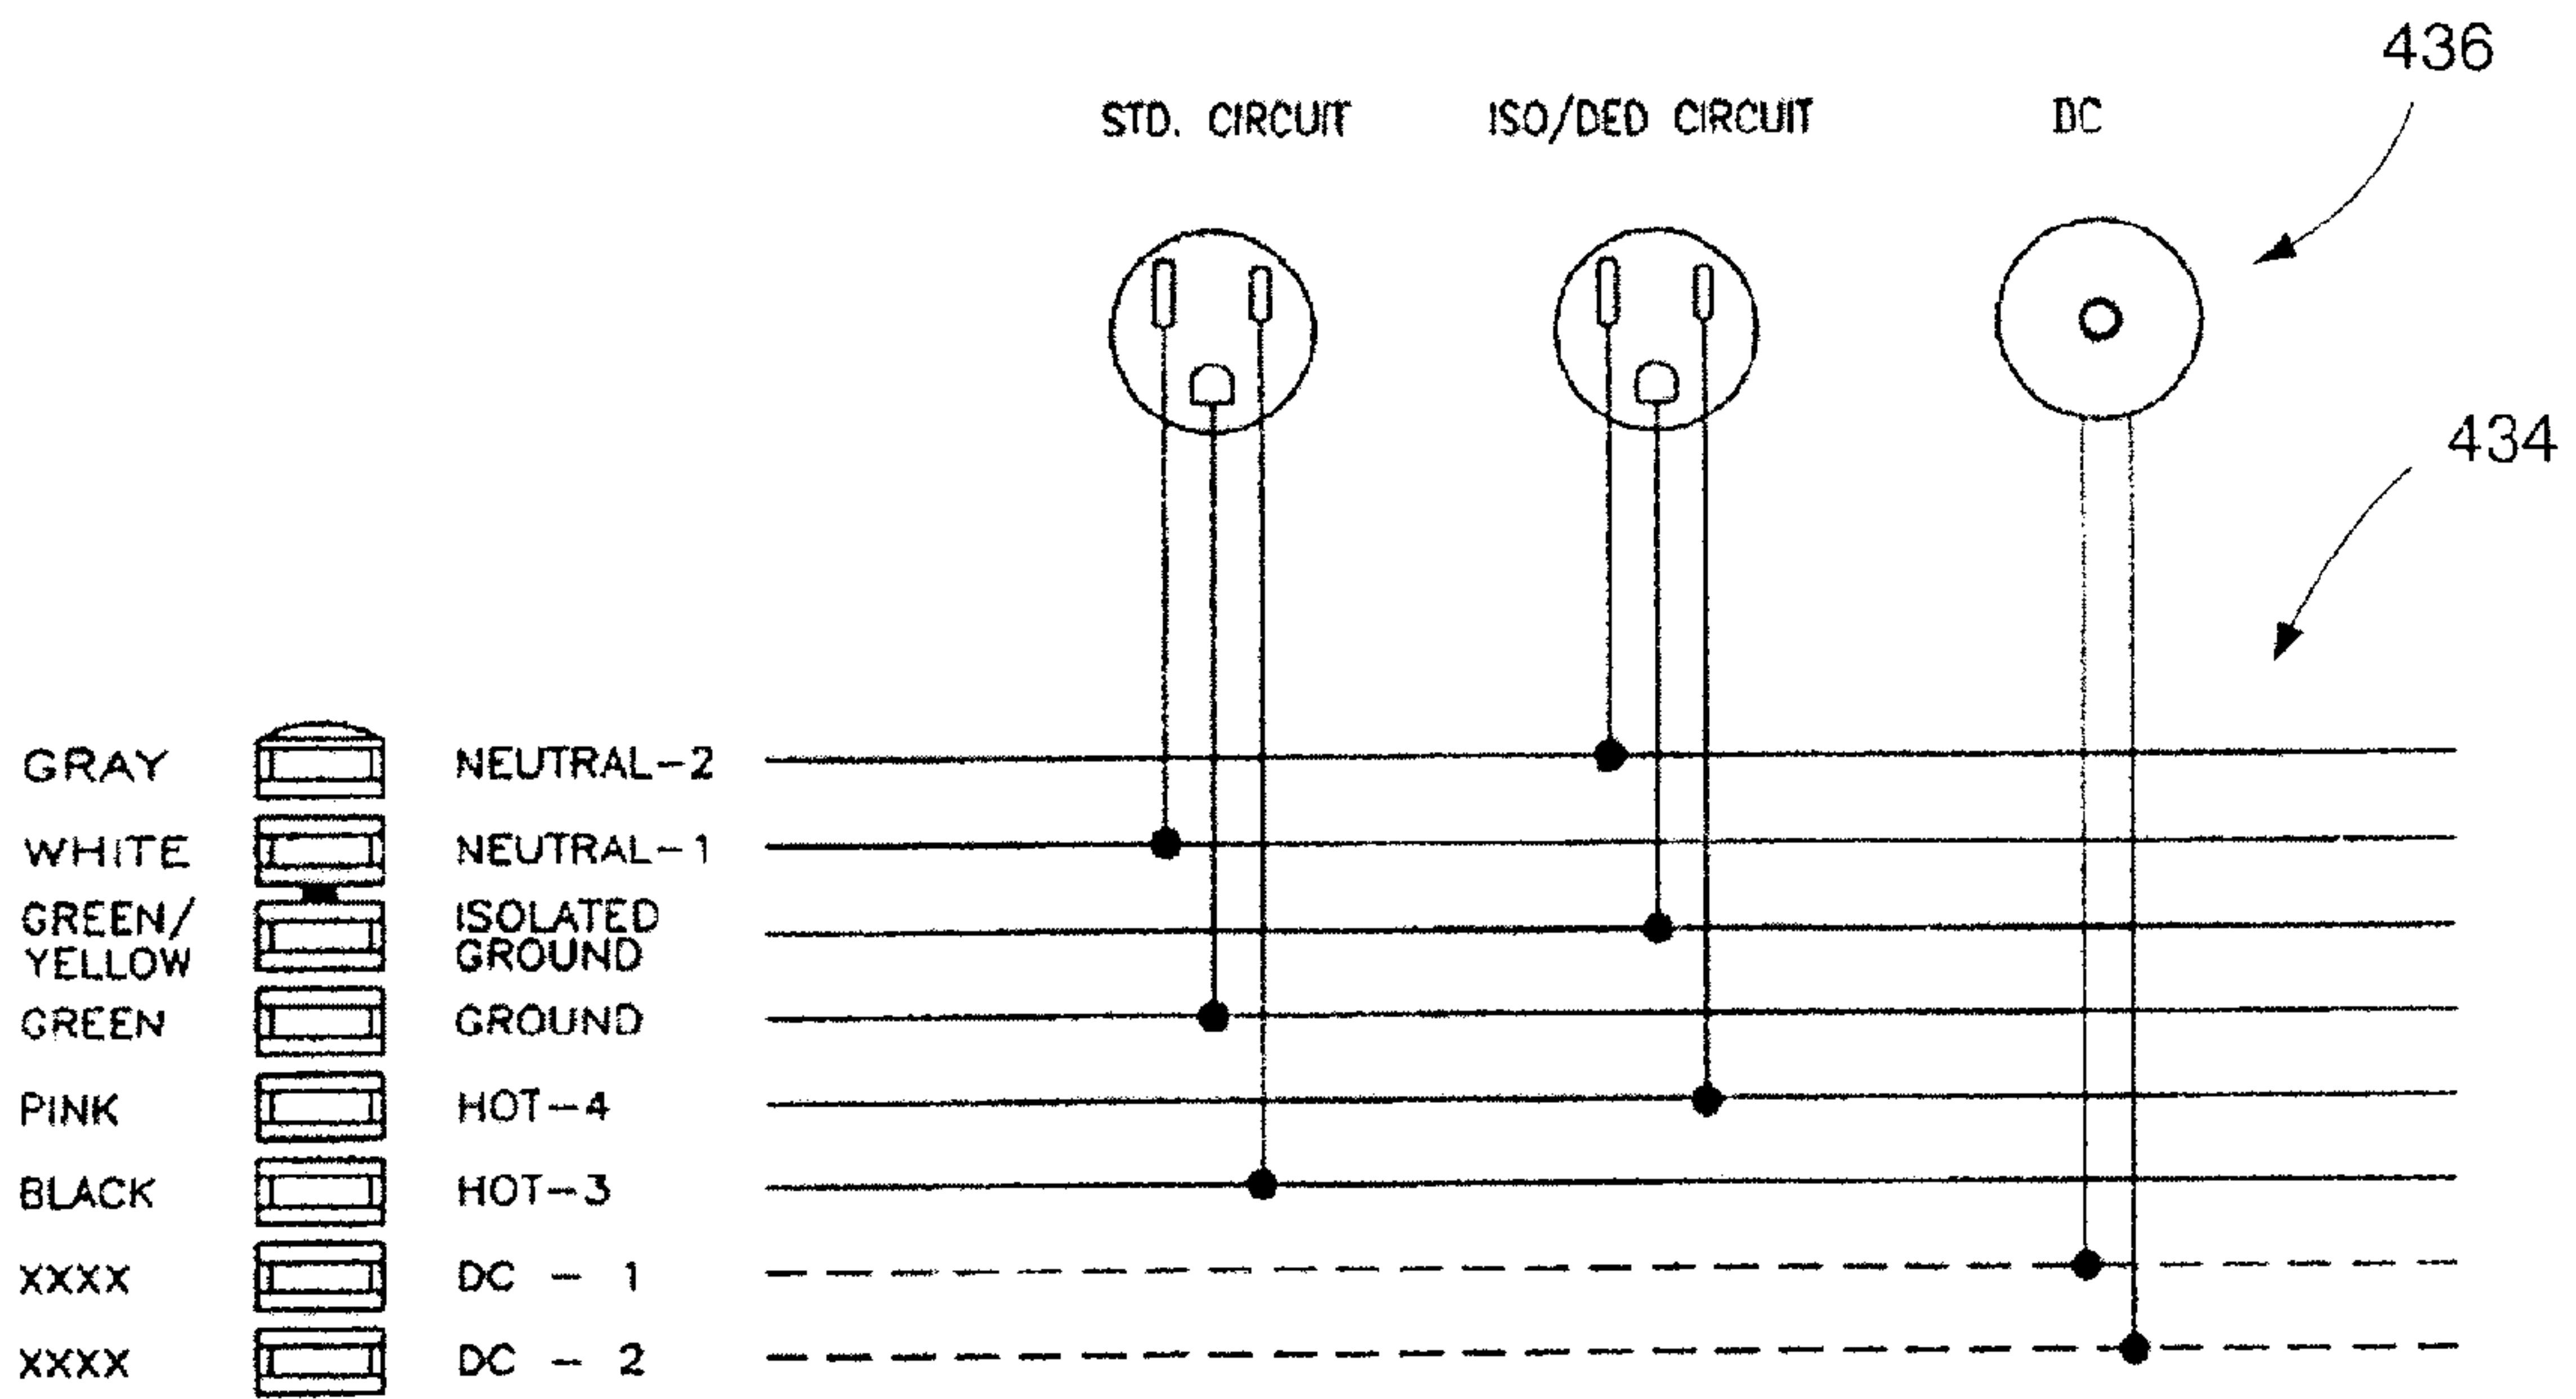 436
STD. CIRCUIT ISO/DED CIRCUIT DC
434
GRAY NEUTRAL-2
WHITE NEUTRAL-1
GREEN/ ISOLATED
YELLOW GROUND
GREEN GROUND
PINK HOT-4
BLACK HOT-3
XXXX DC - 1
XXXX DC - 2